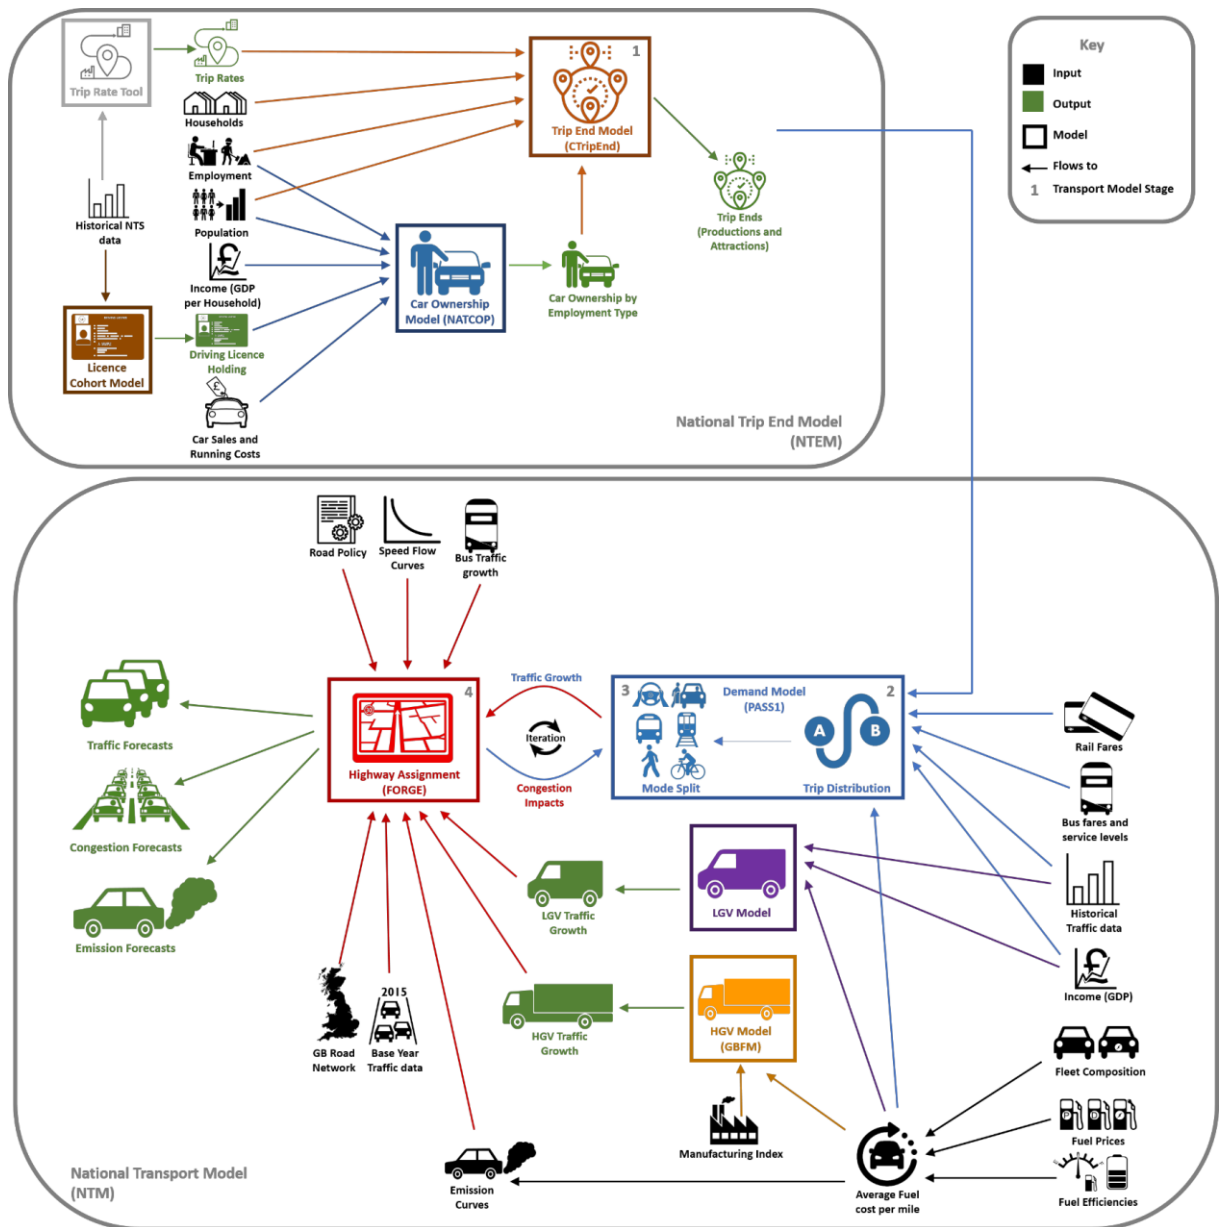 Trip Rate Tool
Trip Rates
Households
Employment
Historical NTS
data
Population
Income (GDP
per Household)
Licence
Cohort Model
Driving Licence
Holding
£
Car Sales and
Running Costs
1
Trip End Model
(CTripEnd)
Car Ownership
Model (NATCOP)
Car Ownership by
Employment Type
Trip Ends
(Productions and
Attractions)
National Trip End Model
(NTEM)
Key
Input
Output
Model
Flows to
1 Transport Model Stage
Road Policy
Speed Flow
Curves
Bus Traffic
growth
Traffic Forecasts
Congestion Forecasts
Emission Forecasts
4
Highway Assignment
(FORGE)
Traffic Growth
Iteration
Congestion
Impacts
3
Demand Model
(PASS1)
2
A
B
Mode Split
Trip Distribution
Rail Fares
Bus fares and
service levels
Historical
Traffic data
£
Income (GDP)
LGV Traffic
Growth
LGV Model
HGV Traffic
Growth
HGV Model
(GBFM)
GB Road
Network
2015
Base Year
Traffic data
Emission
Curves
Manufacturing Index
Average Fuel
cost per mile
Fleet Composition
P
D
Fuel Prices
Fuel Efficiencies
National Transport Model
(NTM)